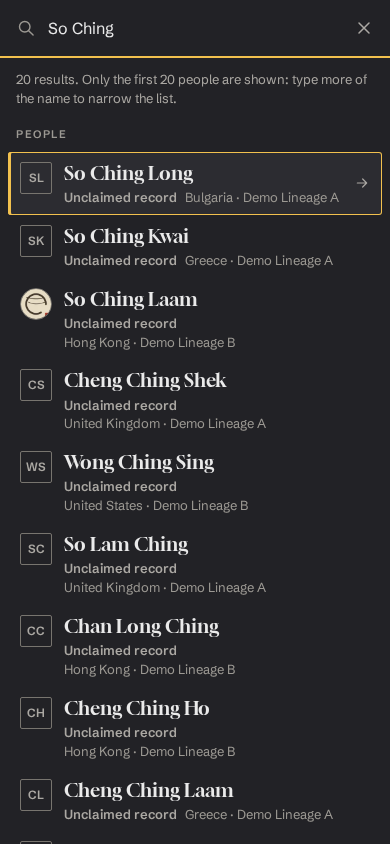 So Ching
20 results. Only the first 20 people are shown: type more of
the name to narrow the list.
PEOPLE
SL
So Ching Long
Unclaimed record Bulgaria · Demo Lineage A
SK
So Ching Kwai
Unclaimed record Greece · Demo Lineage A
So Ching Laam
Unclaimed record
Hong Kong · Demo Lineage B
CS
Cheng Ching Shek
Unclaimed record
United Kingdom · Demo Lineage A
WS
Wong Ching Sing
Unclaimed record
United States · Demo Lineage B
SC
So Lam Ching
Unclaimed record
United Kingdom · Demo Lineage A
CC
Chan Long Ching
Unclaimed record
Hong Kong · Demo Lineage B
CH
Cheng Ching Ho
Unclaimed record
Hong Kong · Demo Lineage B
CL
Cheng Ching Laam
Unclaimed record Greece · Demo Lineage A